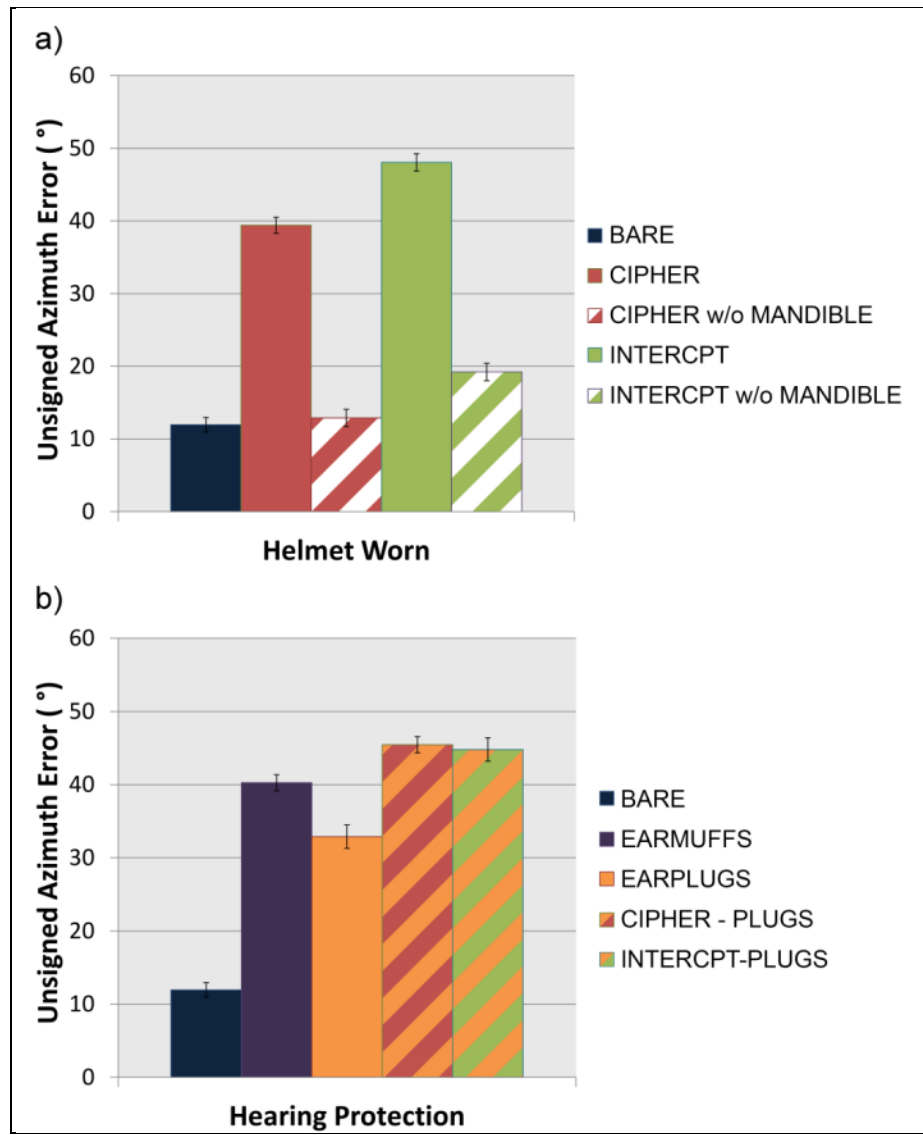 a)
60
50
40
30
20
10
0
Unsigned Azimuth Error ( °)
Helmet Worn
BARE
CIPHER
CIPHER w/o MANDIBLE
INTERCPT
INTERCPT w/o MANDIBLE
b)
60
50
40
30
20
10
0
Unsigned Azimuth Error ( °)
Hearing Protection
BARE
EARMUFFS
EARPLUGS
CIPHER - PLUGS
INTERCPT-PLUGS